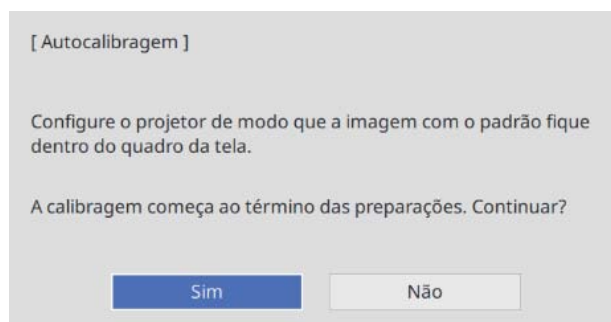 [ Autocalibragem ]
Configure o projetor de modo que a imagem com o padrão fique
dentro do quadro da tela.
A calibragem começa ao término das preparações. Continuar?
Sim
Não